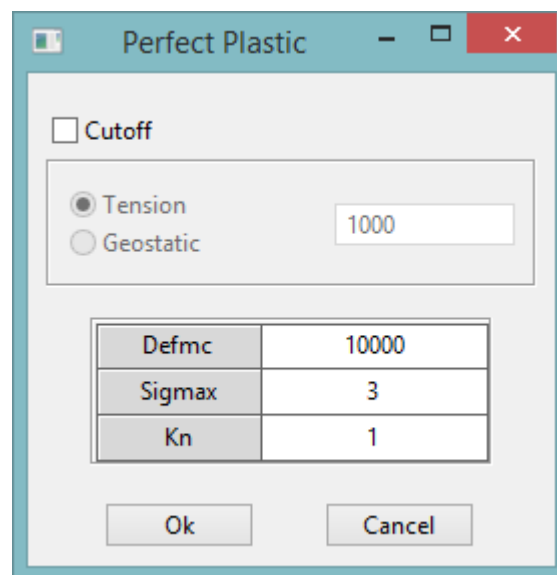 Perfect Plastic
Cutoff
Tension
1000
Geostatic
Defmc 10000
Sigmax 3
Kn 1
Ok Cancel